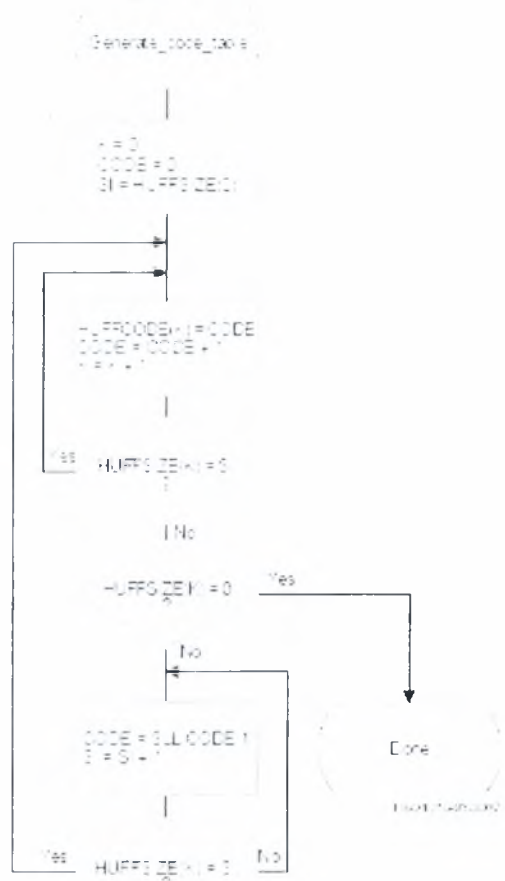 Generate_code_table
K = 0
CODE = 0
SI = HUFFSIZE(0)
HUFFCODE(K) = CODE
CODE = CODE + 1
K = K + 1
Yes
HUFFSIZE(K) = SI
?
No
HUFFSIZE(K) = 0
?
Yes
No
CODE = SLL CODE 1
SI = SI + 1
Done
Yes
HUFFSIZE(K) = SI
?
No